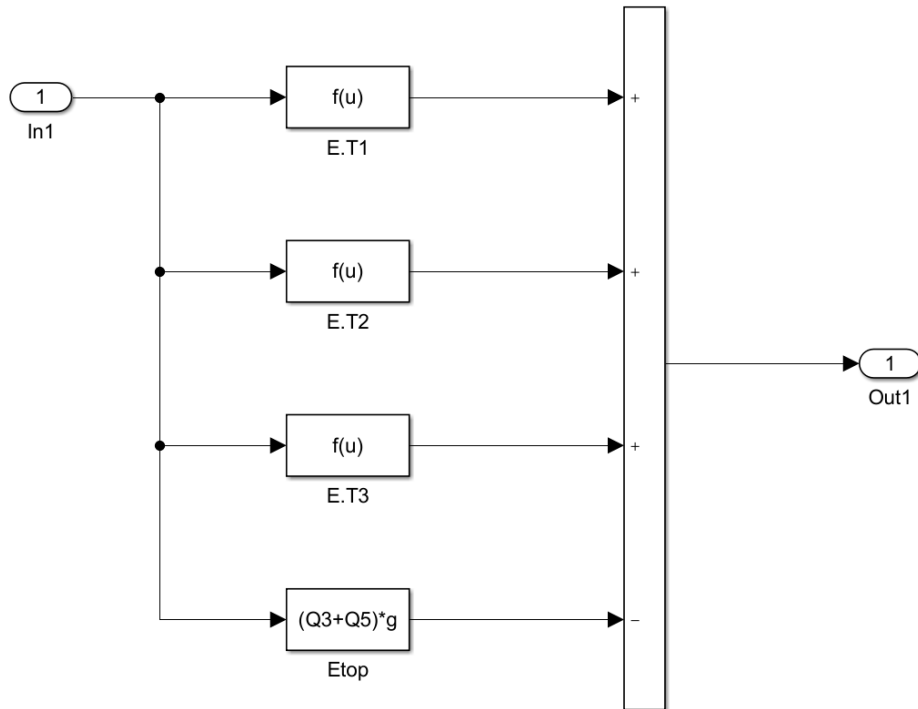 1
In1
f(u)
E.T1
+
f(u)
E.T2
+
1
Out1
f(u)
E.T3
+
(Q3+Q5)*g
Etop
−